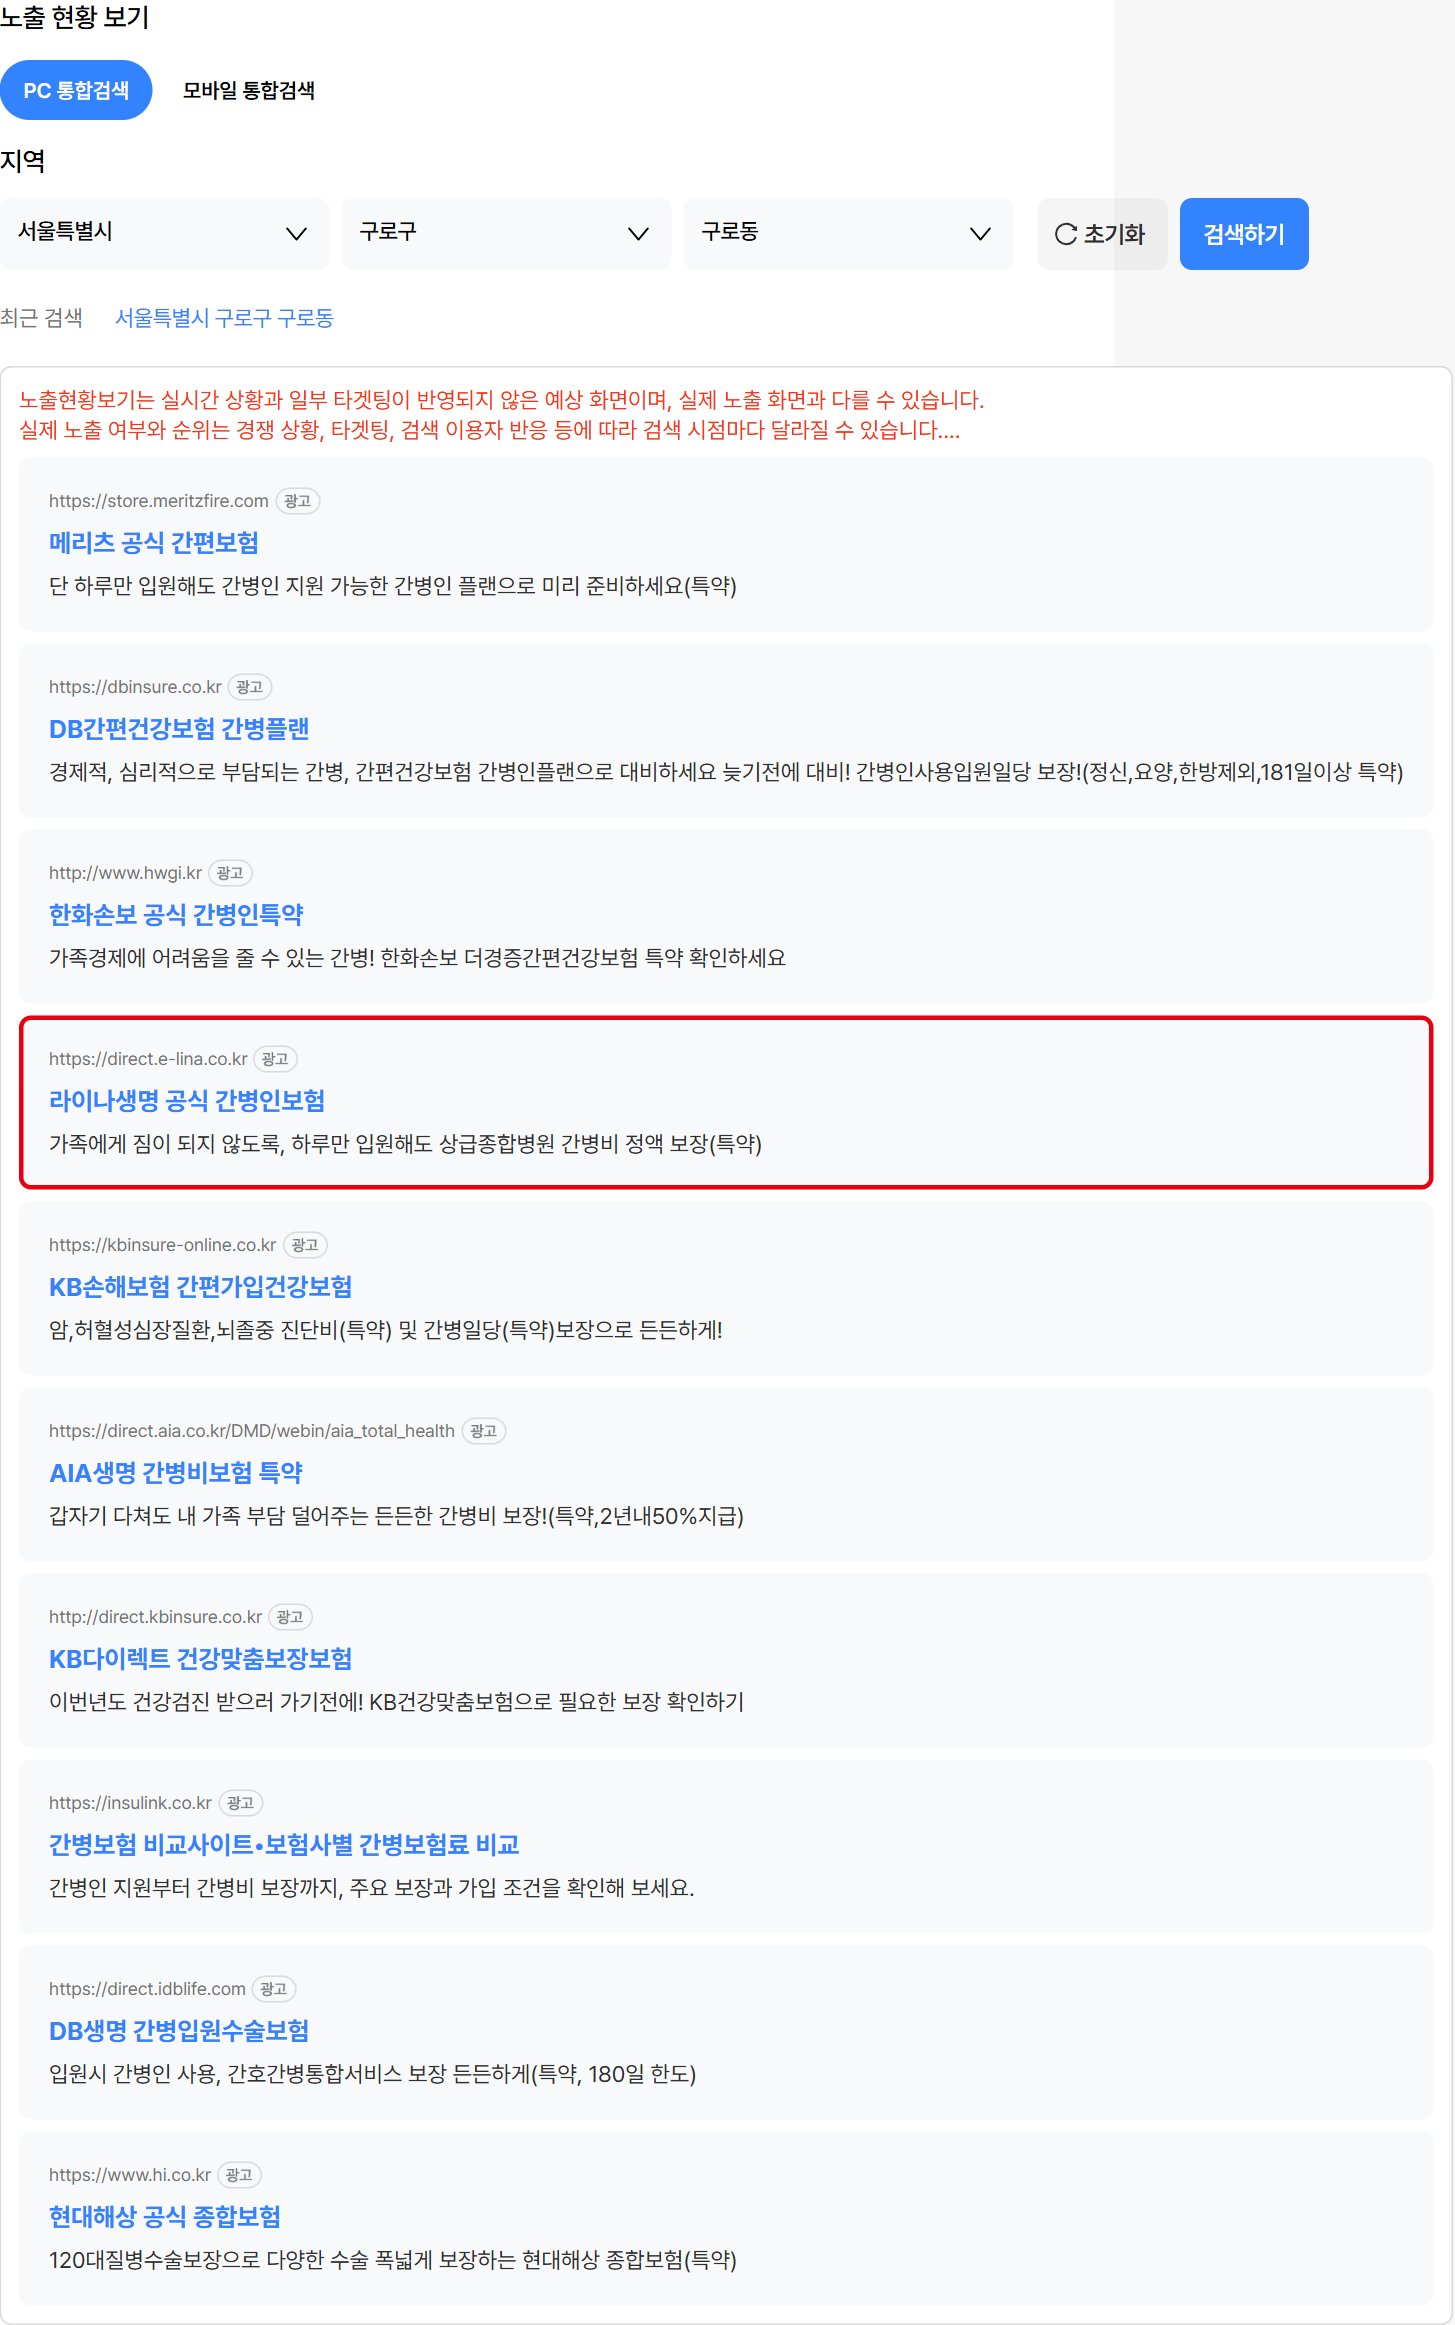 노출 현황 보기
PC 통합검색 모바일 통합검색
지역
서울특별시 구로구 구로동 초기화 검색하기
최근 검색 서울특별시 구로구 구로동
노출현황보기는 실시간 상황과 일부 타겟팅이 반영되지 않은 예상 화면이며, 실제 노출 화면과 다를 수 있습니다.
실제 노출 여부와 순위는 경쟁 상황, 타겟팅, 검색 이용자 반응 등에 따라 검색 시점마다 달라질 수 있습니다....
https://store.meritzfire.com 광고
메리츠 공식 간편보험
단 하루만 입원해도 간병인 지원 가능한 간병인 플랜으로 미리 준비하세요(특약)
https://dbinsure.co.kr 광고
DB간편건강보험 간병플랜
경제적, 심리적으로 부담되는 간병, 간편건강보험 간병인플랜으로 대비하세요 늦기전에 대비! 간병인사용입원일당 보장!(정신,요양,한방제외,181일이상 특약)
http://www.hwgi.kr 광고
한화손보 공식 간병인특약
가족경제에 어려움을 줄 수 있는 간병! 한화손보 더경증간편건강보험 특약 확인하세요
https://direct.e-lina.co.kr 광고
라이나생명 공식 간병인보험
가족에게 짐이 되지 않도록, 하루만 입원해도 상급종합병원 간병비 정액 보장(특약)
https://kbinsure-online.co.kr 광고
KB손해보험 간편가입건강보험
암,허혈성심장질환,뇌졸중 진단비(특약) 및 간병일당(특약)보장으로 든든하게!
https://direct.aia.co.kr/DMD/webin/aia_total_health 광고
AIA생명 간병비보험 특약
갑자기 다쳐도 내 가족 부담 덜어주는 든든한 간병비 보장!(특약,2년내50%지급)
http://direct.kbinsure.co.kr 광고
KB다이렉트 건강맞춤보장보험
이번년도 건강검진 받으러 가기전에! KB건강맞춤보험으로 필요한 보장 확인하기
https://insulink.co.kr 광고
간병보험 비교사이트•보험사별 간병보험료 비교
간병인 지원부터 간병비 보장까지, 주요 보장과 가입 조건을 확인해 보세요.
https://direct.idblife.com 광고
DB생명 간병입원수술보험
입원시 간병인 사용, 간호간병통합서비스 보장 든든하게(특약, 180일 한도)
https://www.hi.co.kr 광고
현대해상 공식 종합보험
120대질병수술보장으로 다양한 수술 폭넓게 보장하는 현대해상 종합보험(특약)